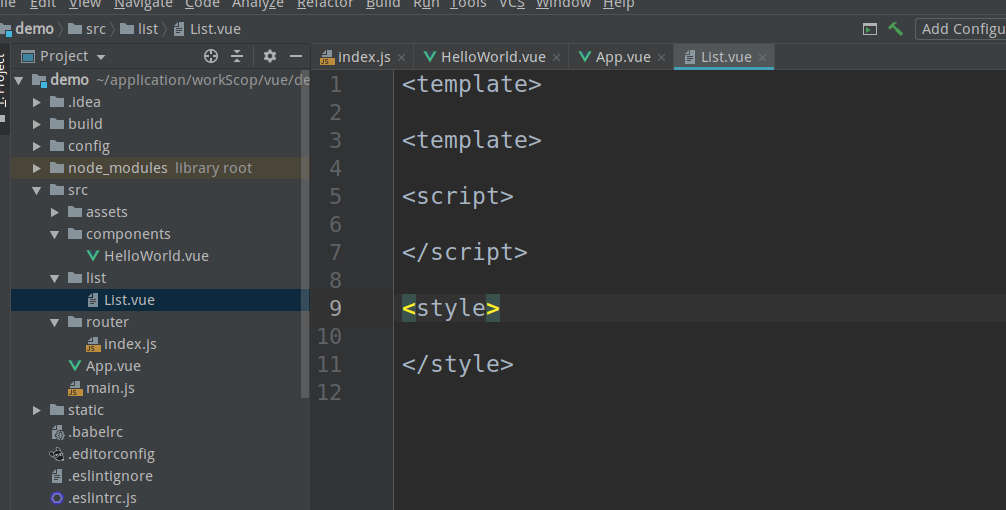 File Edit View Navigate Code Analyze Refactor Build Run Tools VCS Window Help
demo src list List.vue Add Configu
Project
index.js HelloWorld.vue App.vue List.vue
demo ~/application/workScop/vue/de
.idea
build
config
node_modules library root
src
assets
components
HelloWorld.vue
list
List.vue
router
index.js
App.vue
main.js
static
.babelrc
.editorconfig
.eslintignore
.eslintrc.js
1 <template>
2
3 <template>
4
5 <script>
6
7 </script>
8
9 <style>
10
11 </style>
12